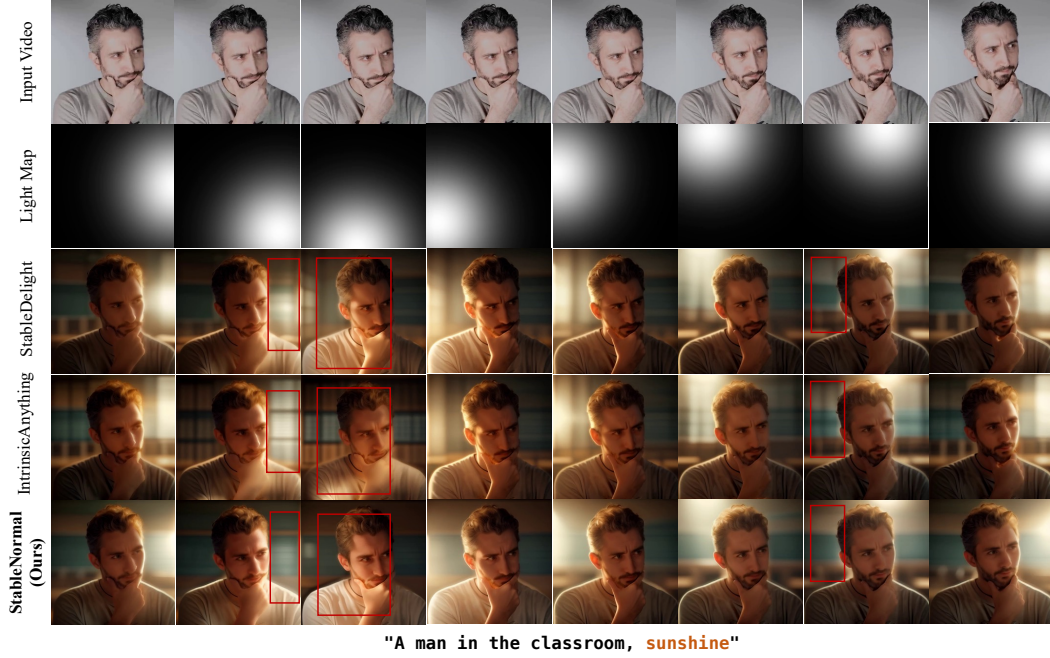 Input Video
Light Map
StableDelight
IntrinsicAnything
StableNormal
(Ours)
"A man in the classroom, sunshine"